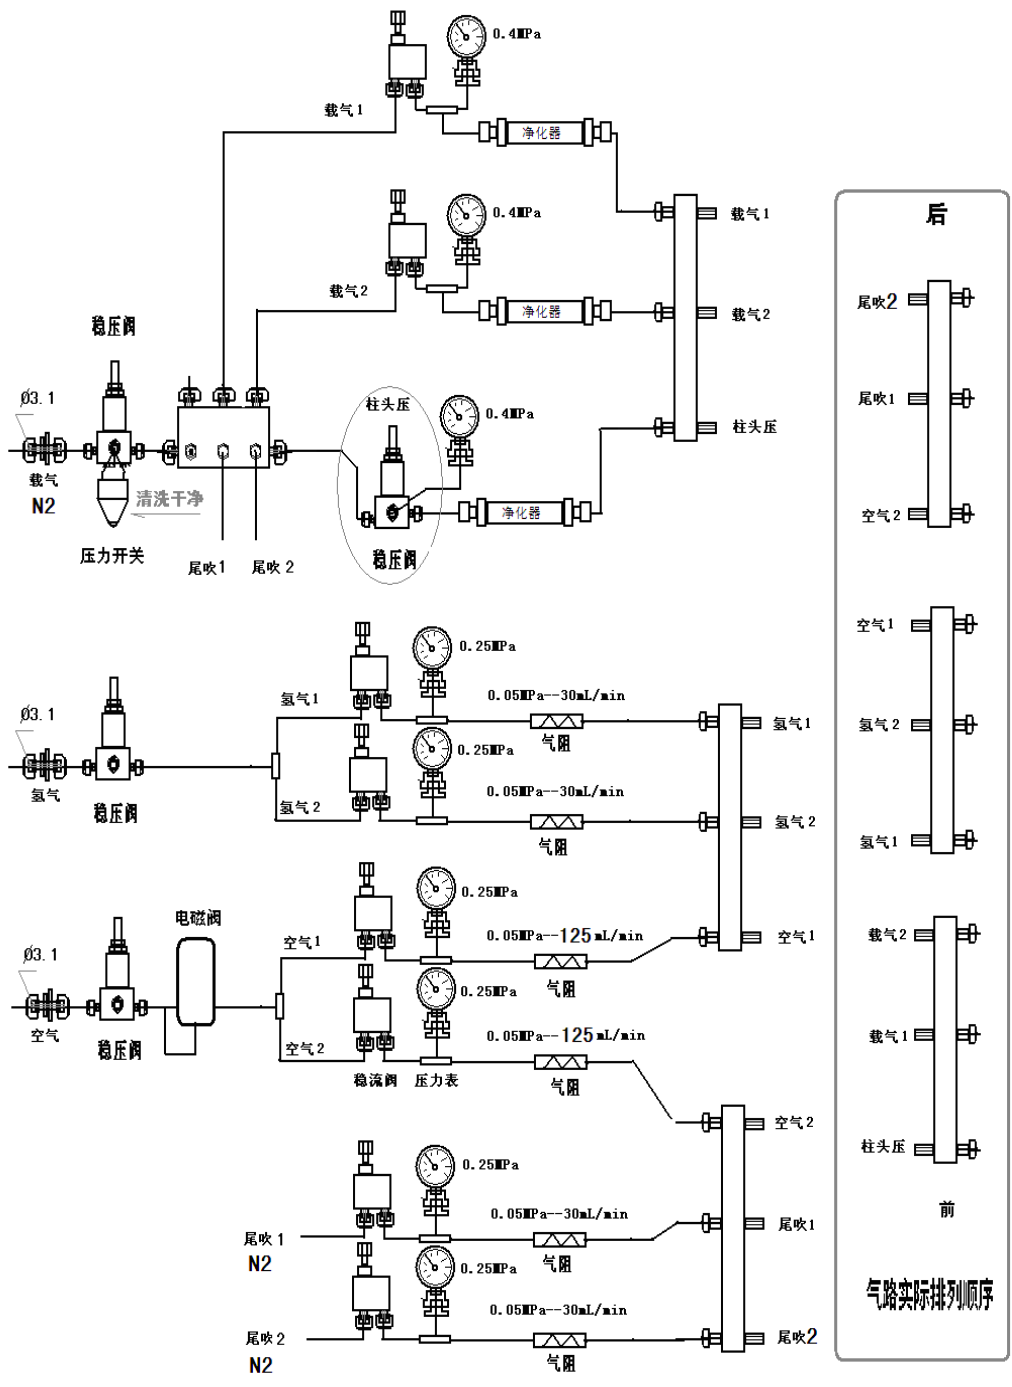 0.4MPa
载气1
净化器
后
0.4MPa
载气1
载气2
尾吹2
净化器
载气2
稳压阀
Ø3.1
柱头压
0.4MPa
尾吹1
柱头压
载气
N2
清洗干净
净化器
空气2
压力开关
稳压阀
尾吹1
尾吹2
空气1
0.25MPa
Ø3.1
氢气1
0.05MPa--30mL/min
氢气1
氢气2
气阻
0.25MPa
氢气
氢气2
0.05MPa--30mL/min
稳压阀
氢气2
气阻
氢气1
0.25MPa
电磁阀
空气1
0.05MPa--125mL/min
空气1
载气2
Ø3.1
气阻
0.25MPa
空气
空气2
0.05MPa--125mL/min
载气1
稳压阀
稳流阀
压力表
气阻
空气2
柱头压
0.25MPa
0.05MPa--30mL/min
尾吹1
前
尾吹1
N2
气阻
0.25MPa
气路实际排列顺序
0.05MPa--30mL/min
尾吹2
尾吹2
N2
气阻